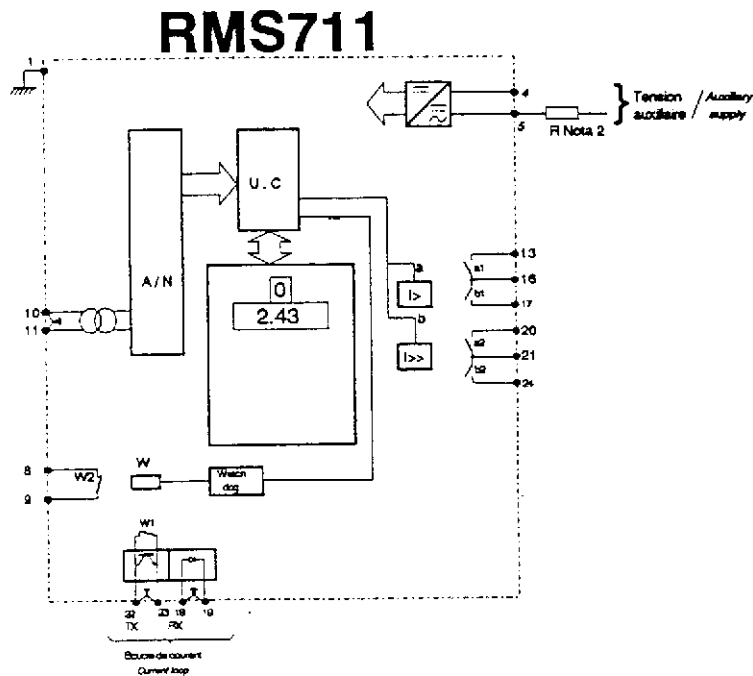 RMS711
1
4
5
R Nota 2
Tension auxiliaire / Auxiliary supply
U.C
A/N
0
2.43
a
I>
b
I>>
13
a1
16
b1
17
20
a2
21
b2
24
10
11
8
W2
9
W
Watch dog
W1
22
23
18
19
TX
RX
Boucle de courant
Current loop